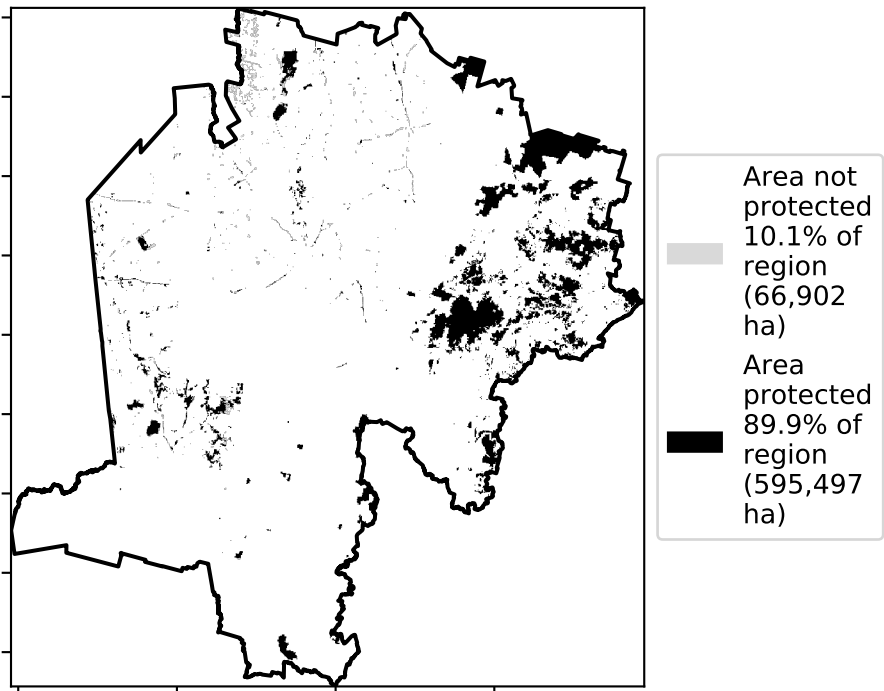 Area not
protected
10.1% of
region
(66,902
ha)
Area
protected
89.9% of
region
(595,497
ha)